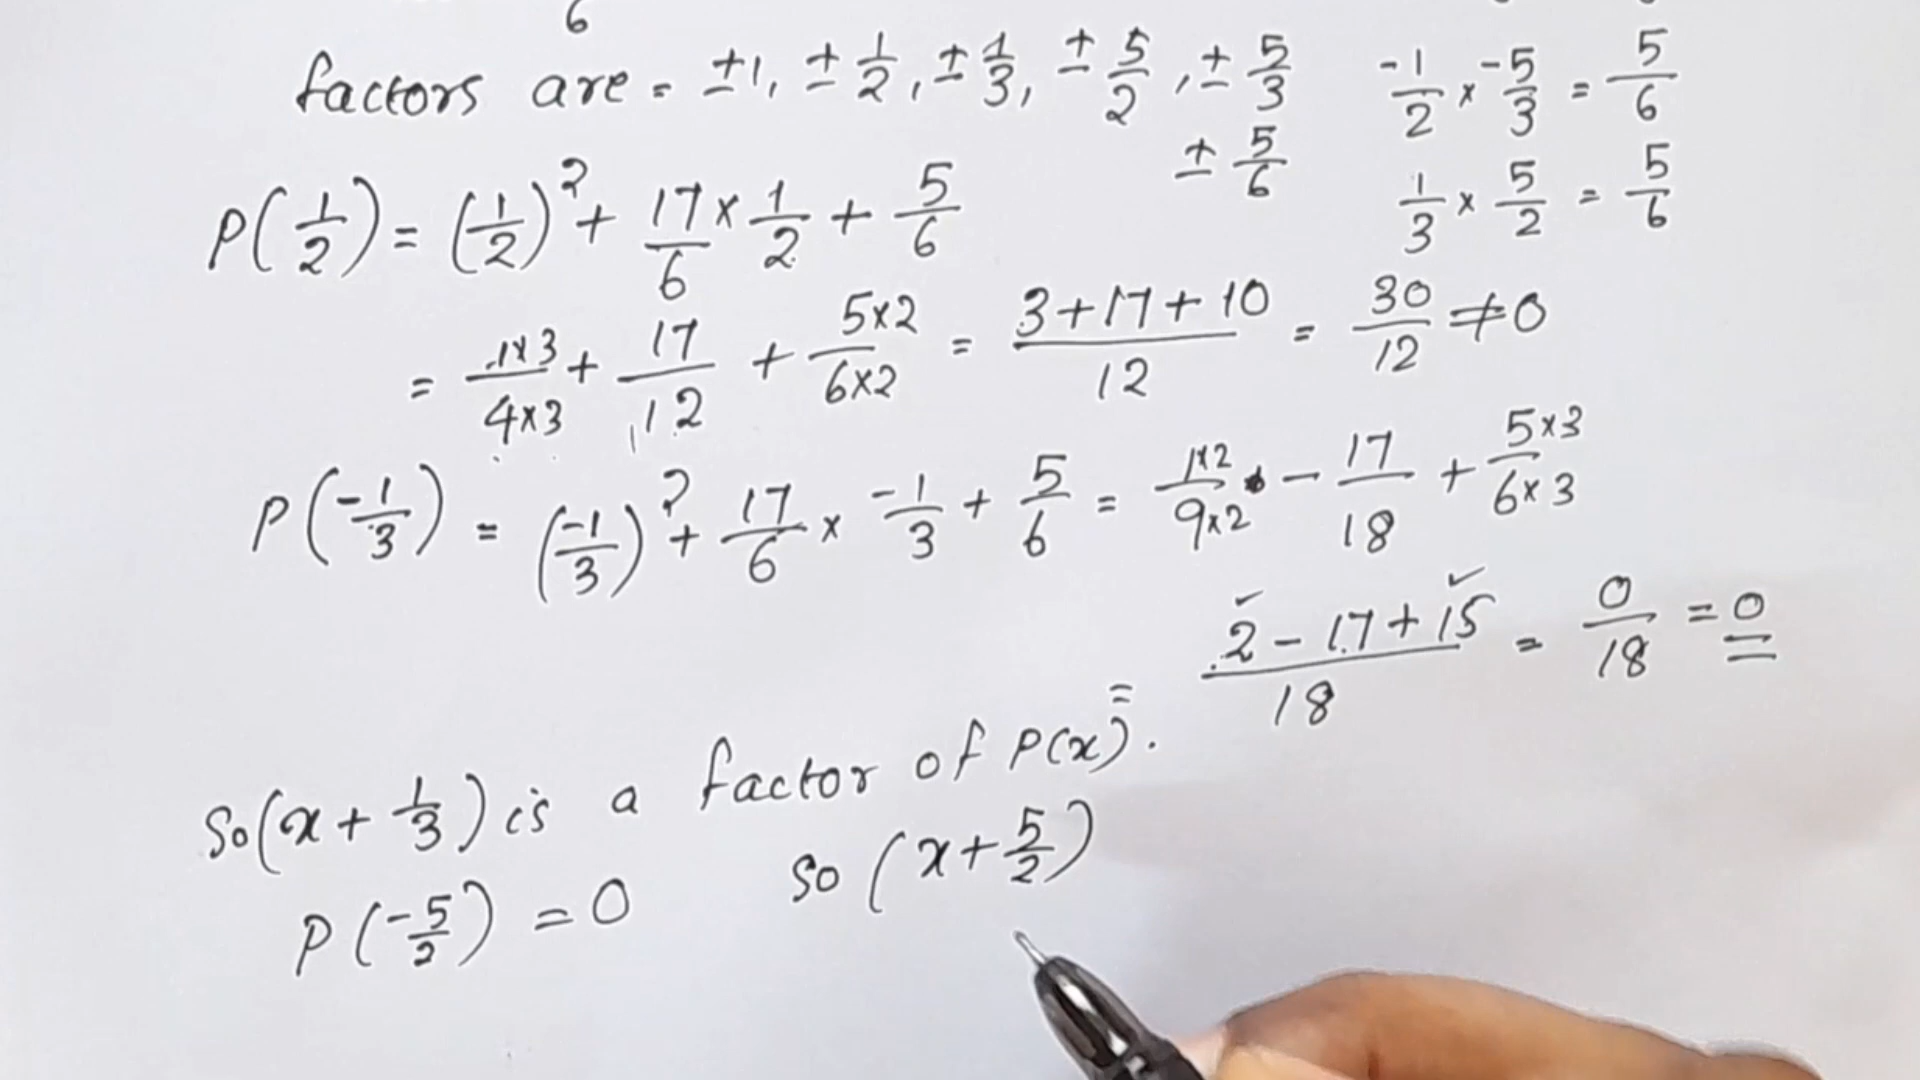 6
factors are = ±1, ±1/2, ±1/3, ±5/2, ±5/3
±5/6
-1/2 × -5/3 = 5/6
1/3 × 5/2 = 5/6
P(1/2) = (1/2)² + 17/6 × 1/2 + 5/6
= 1×3/4×3 + 17/12 + 5×2/6×2 = 3+17+10/12 = 30/12 ≠ 0
P(-1/3) = (-1/3)² + 17/6 × -1/3 + 5/6 = 1×2/9×2 - 17/18 + 5×3/6×3
= 2-17+15/18 = 0/18 = 0
So (x + 1/3) is a factor of P(x).
P(-5/2) = 0 so (x + 5/2)